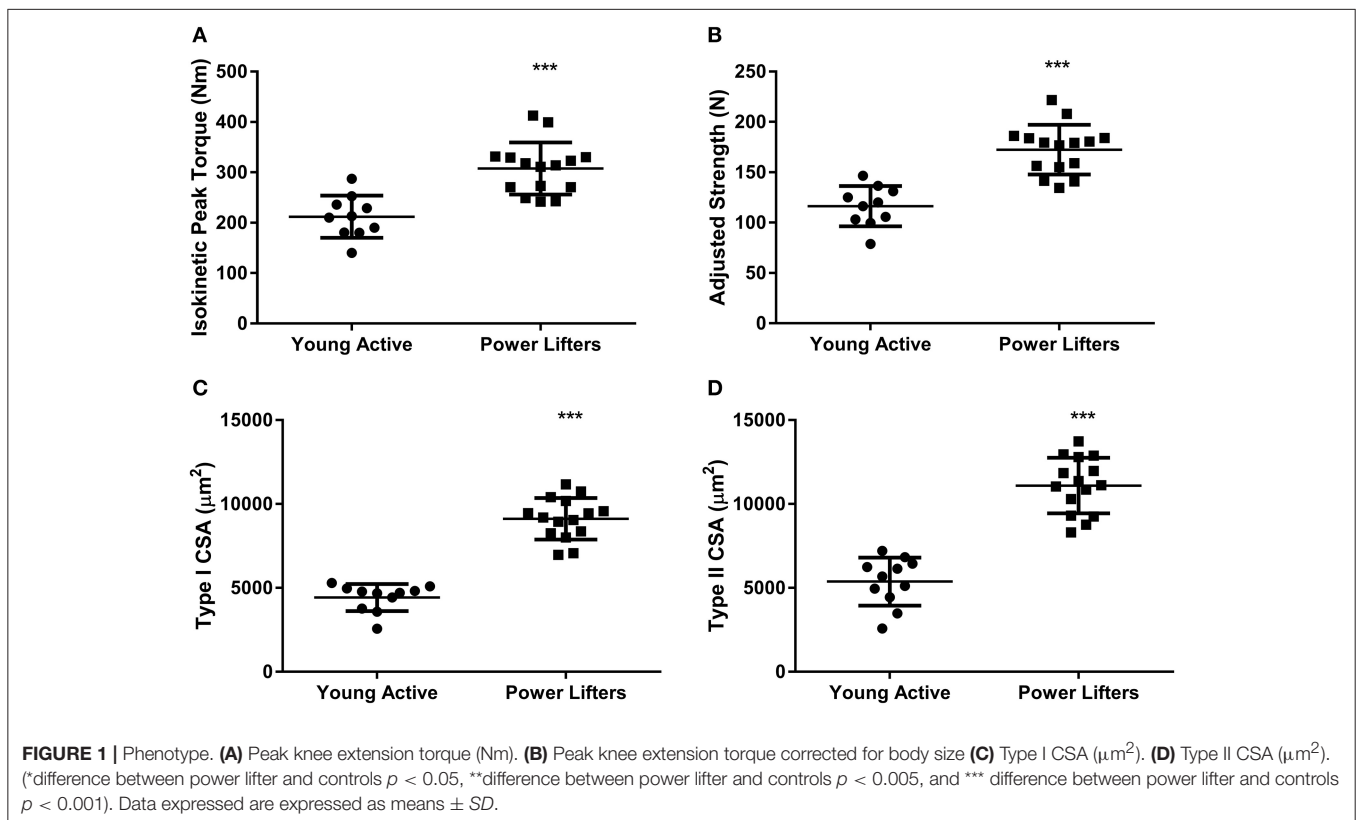 A
Isokinetic Peak Torque (Nm)
500
400
300
200
100
0
***
Young Active
Power Lifters
B
Adjusted Strength (N)
250
200
150
100
50
0
***
Young Active
Power Lifters
C
Type I CSA (μm²)
15000
10000
5000
0
***
Young Active
Power Lifters
D
Type II CSA (μm²)
15000
10000
5000
0
***
Young Active
Power Lifters
FIGURE 1 | Phenotype. (A) Peak knee extension torque (Nm). (B) Peak knee extension torque corrected for body size (C) Type I CSA (μm²). (D) Type II CSA (μm²).
(*difference between power lifter and controls p < 0.05, **difference between power lifter and controls p < 0.005, and *** difference between power lifter and controls
p < 0.001). Data expressed are expressed as means ± SD.